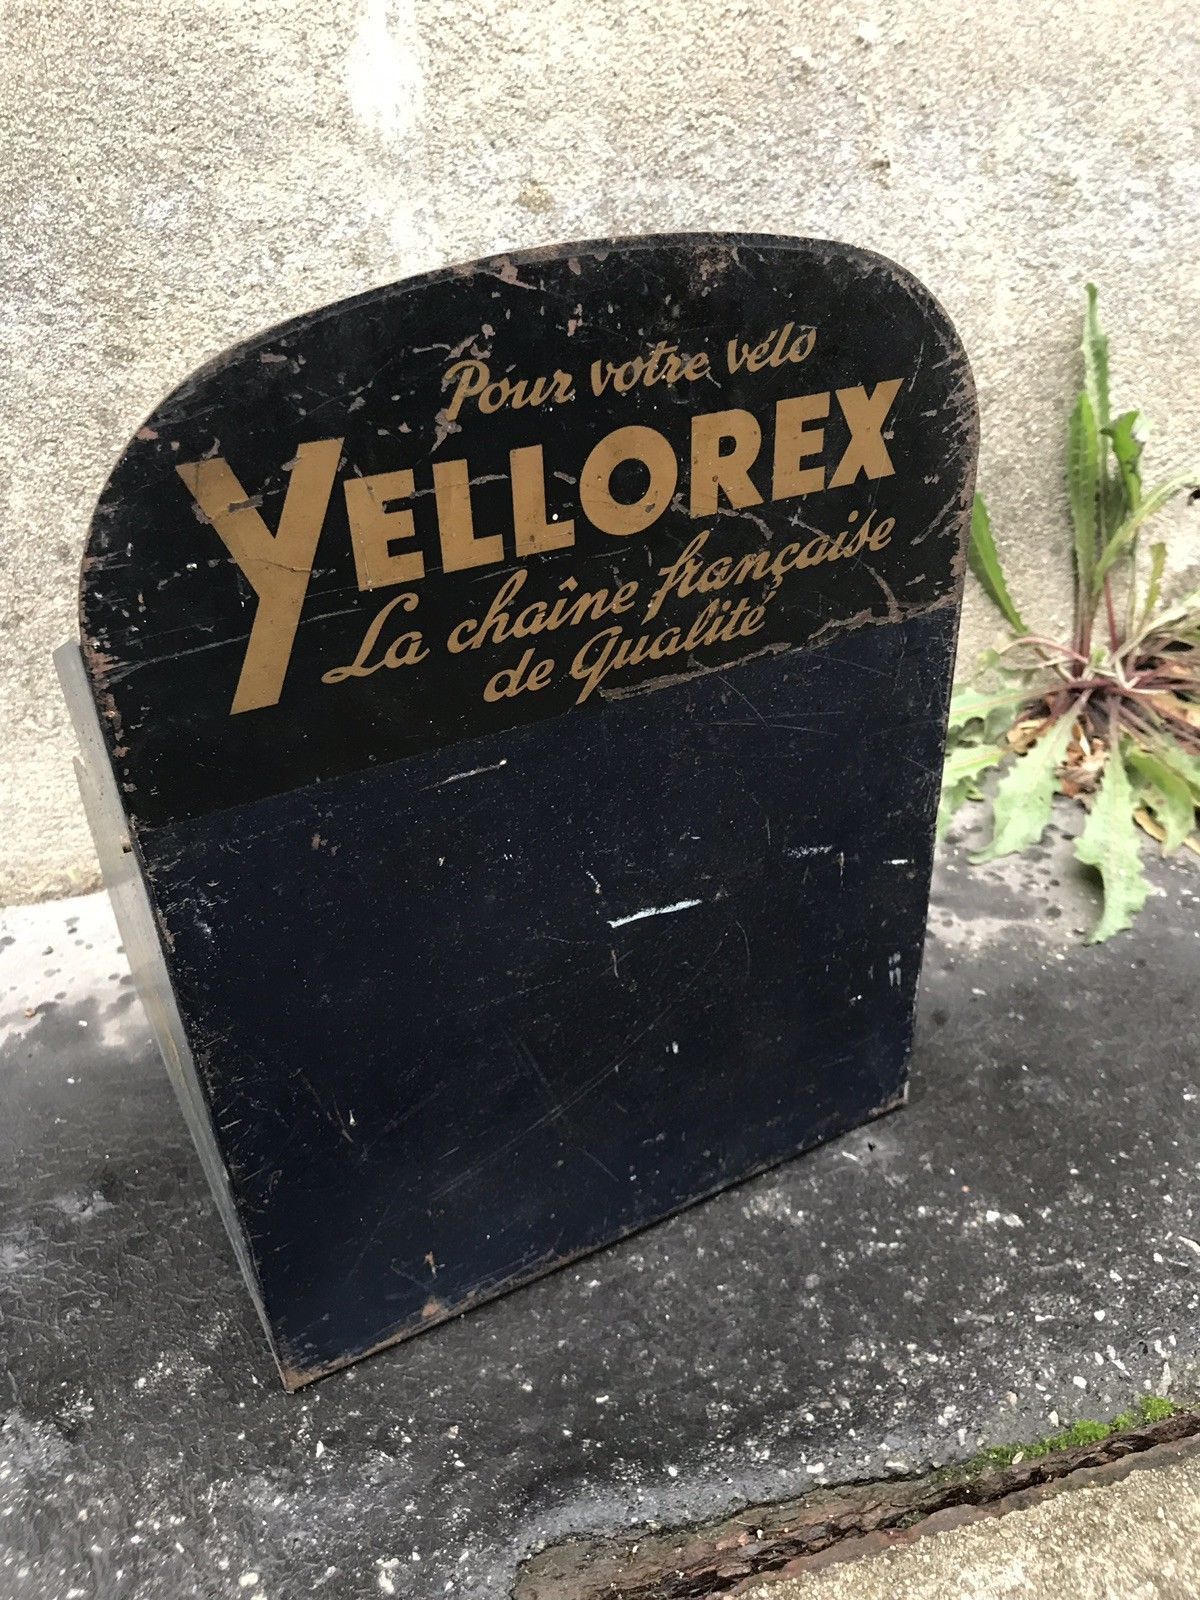 Pour votre vélo
YELLOREX
La chaîne française
de Qualité